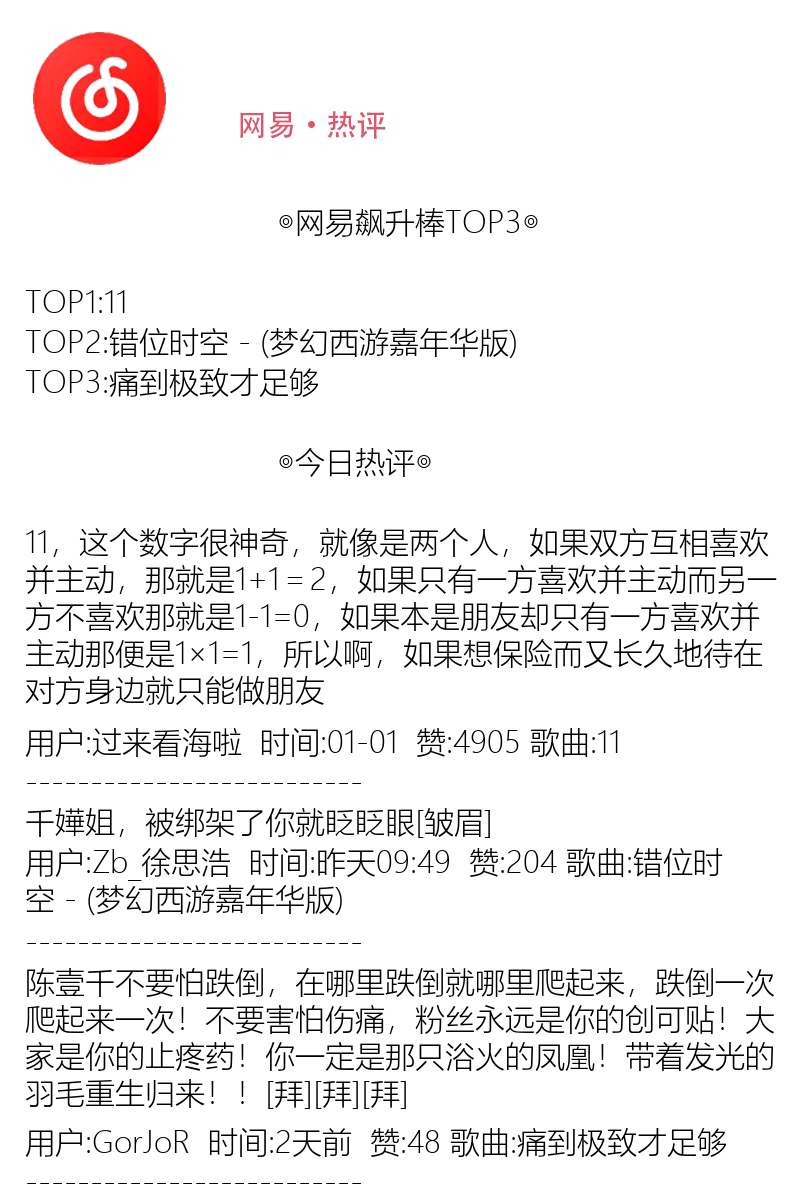 网易·热评
◎网易飙升棒TOP3◎
TOP1:11
TOP2:错位时空 - (梦幻西游嘉年华版)
TOP3:痛到极致才足够
◎今日热评◎
11，这个数字很神奇，就像是两个人，如果双方互相喜欢
并主动，那就是1+1＝2，如果只有一方喜欢并主动而另一
方不喜欢那就是1-1=0，如果本是朋友却只有一方喜欢并
主动那便是1×1=1，所以啊，如果想保险而又长久地待在
对方身边就只能做朋友
用户:过来看海啦  时间:01-01  赞:4905 歌曲:11
--------------------------
千嬅姐，被绑架了你就眨眨眼[皱眉]
用户:Zb_徐思浩  时间:昨天09:49  赞:204 歌曲:错位时
空 - (梦幻西游嘉年华版)
--------------------------
陈壹千不要怕跌倒，在哪里跌倒就哪里爬起来，跌倒一次
爬起来一次！不要害怕伤痛，粉丝永远是你的创可贴！大
家是你的止疼药！你一定是那只浴火的凤凰！带着发光的
羽毛重生归来！！[拜][拜][拜]
用户:GorJoR  时间:2天前  赞:48 歌曲:痛到极致才足够
--------------------------